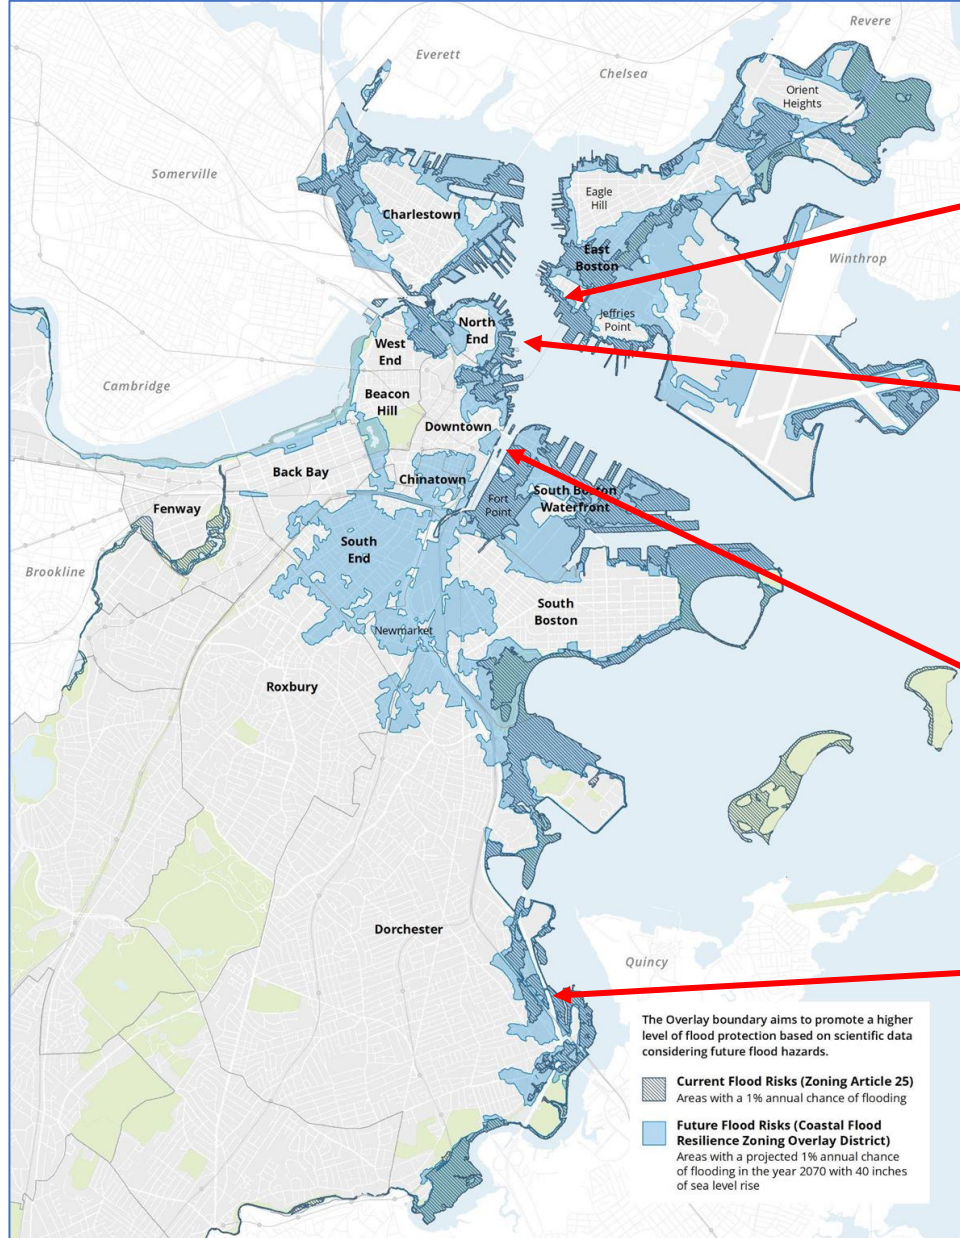 Revere
Everett
Chelsea
Orient
Heights
Somerville
Eagle
Hill
Charlestown
East
Boston
Winthrop
Jeffries
Point
North
End
West
End
Cambridge
Beacon
Hill
Downtown
Back Bay
Chinatown
Fort
Point
South Boston
Waterfront
Fenway
South
End
Brookline
South
Boston
Newmarket
Roxbury
Dorchester
Quincy
The Overlay boundary aims to promote a higher
level of flood protection based on scientific data
considering future flood hazards.
Current Flood Risks (Zoning Article 25)
Areas with a 1% annual chance of flooding
Future Flood Risks (Coastal Flood
Resilience Zoning Overlay District)
Areas with a projected 1% annual chance
of flooding in the year 2070 with 40 inches
of sea level rise